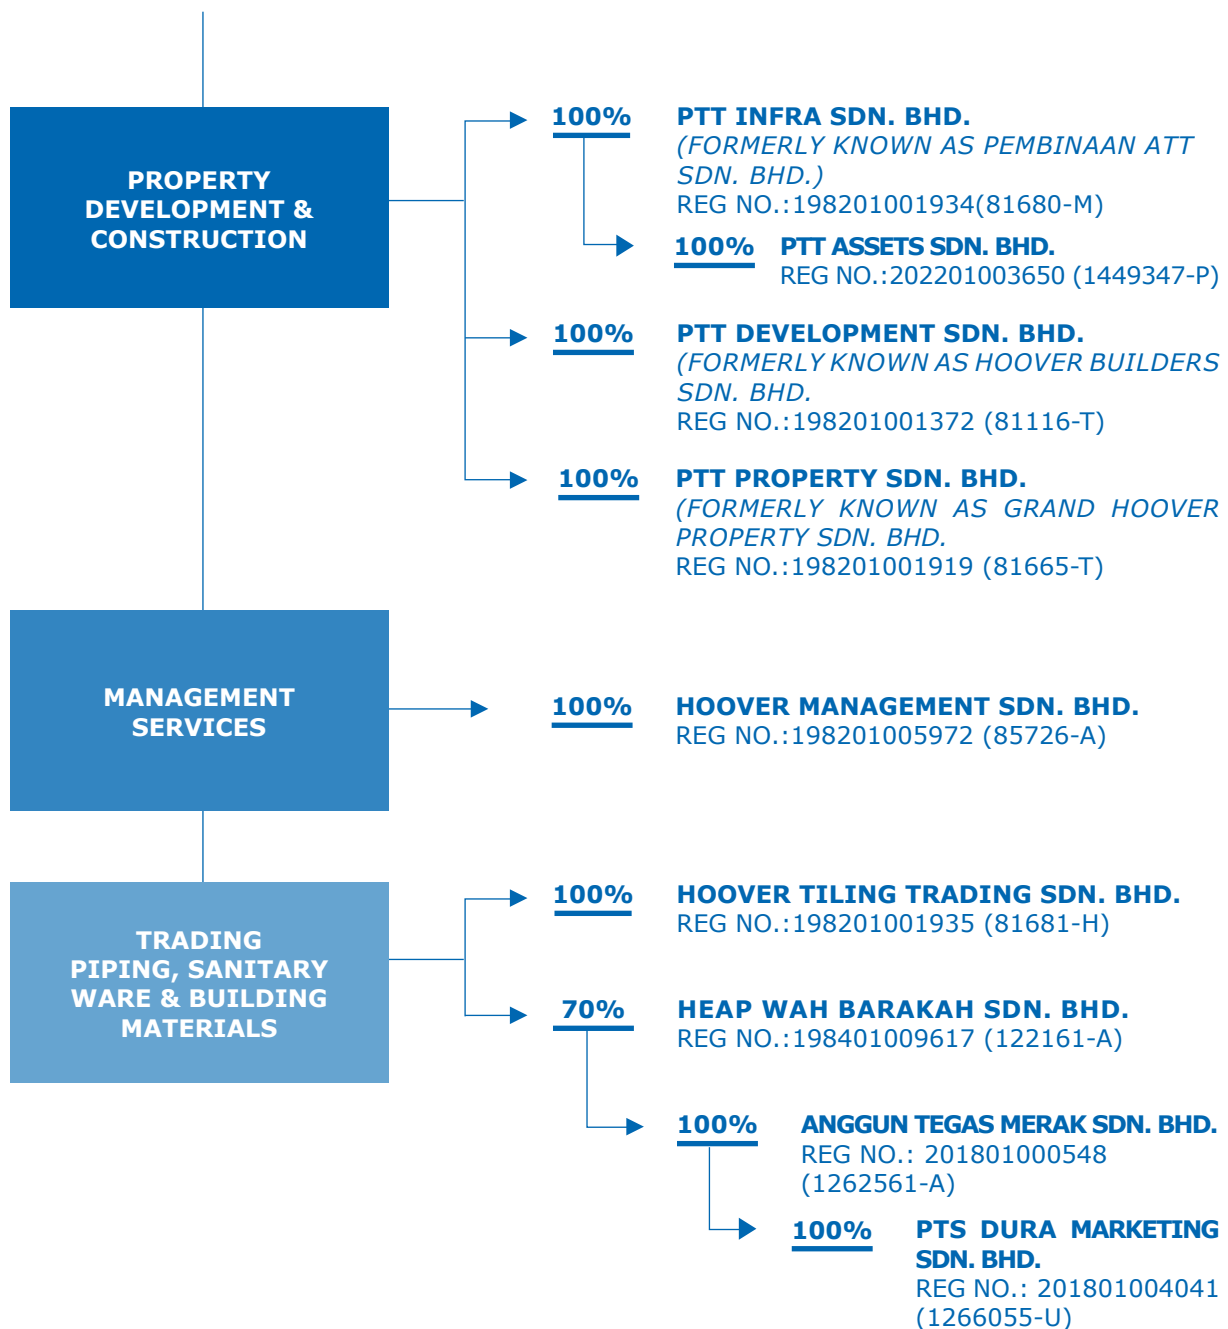 PROPERTY
DEVELOPMENT &
CONSTRUCTION
100%
PTT INFRA SDN. BHD.
(FORMERLY KNOWN AS PEMBINAAN ATT
SDN. BHD.)
REG NO.:198201001934(81680-M)
100%
PTT ASSETS SDN. BHD.
REG NO.:202201003650 (1449347-P)
100%
PTT DEVELOPMENT SDN. BHD.
(FORMERLY KNOWN AS HOOVER BUILDERS
SDN. BHD.
REG NO.:198201001372 (81116-T)
100%
PTT PROPERTY SDN. BHD.
(FORMERLY KNOWN AS GRAND HOOVER
PROPERTY SDN. BHD.
REG NO.:198201001919 (81665-T)
MANAGEMENT
SERVICES
100%
HOOVER MANAGEMENT SDN. BHD.
REG NO.:198201005972 (85726-A)
TRADING
PIPING, SANITARY
WARE & BUILDING
MATERIALS
100%
HOOVER TILING TRADING SDN. BHD.
REG NO.:198201001935 (81681-H)
70%
HEAP WAH BARAKAH SDN. BHD.
REG NO.:198401009617 (122161-A)
100%
ANGGUN TEGAS MERAK SDN. BHD.
REG NO.: 201801000548
(1262561-A)
100%
PTS DURA MARKETING
SDN. BHD.
REG NO.: 201801004041
(1266055-U)